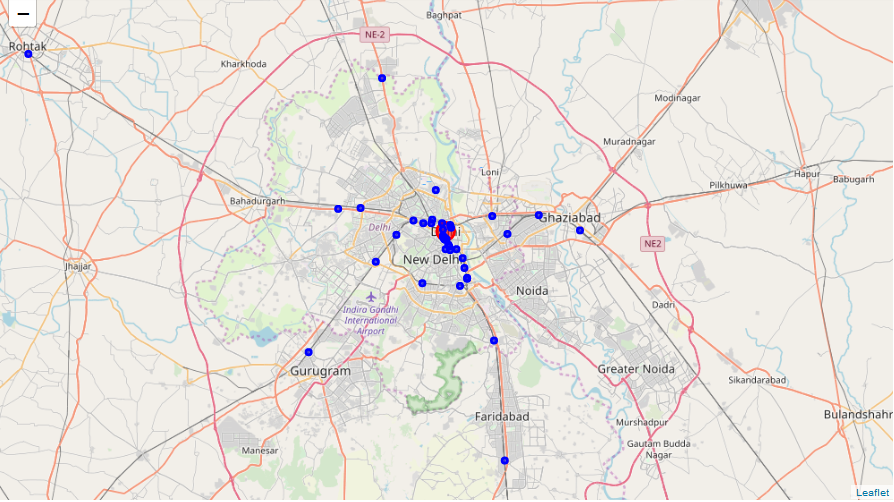 Baghpat
NE-2
Rohtak
Kharkhoda
Modinagar
Muradnagar
Loni
Hapur
Babugarh
Pilkhuwa
Bahadurgarh
Ghaziabad
Delhi
NE2
New Delhi
Jhajjar
Noida
Dadri
Indira Gandhi
International
Airport
Gurugram
Greater Noida
Sikandarabad
Faridabad
Bulandshahr
Murshadpur
Gautam Budda
Nagar
Manesar
Leaflet